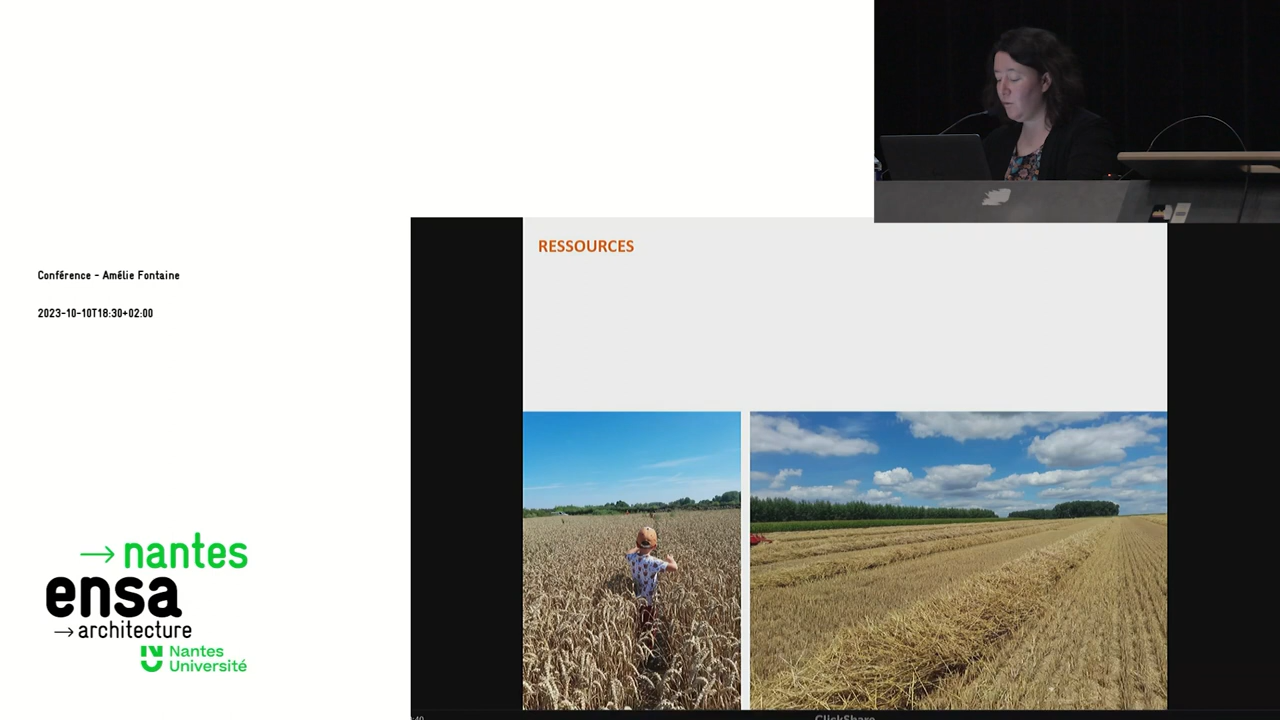 RESSOURCES
Conférence - Amélie Fontaine
2023-10-10T18:30+02:00
→nantes
ensa
→architecture
Nantes
Université
ClickShare